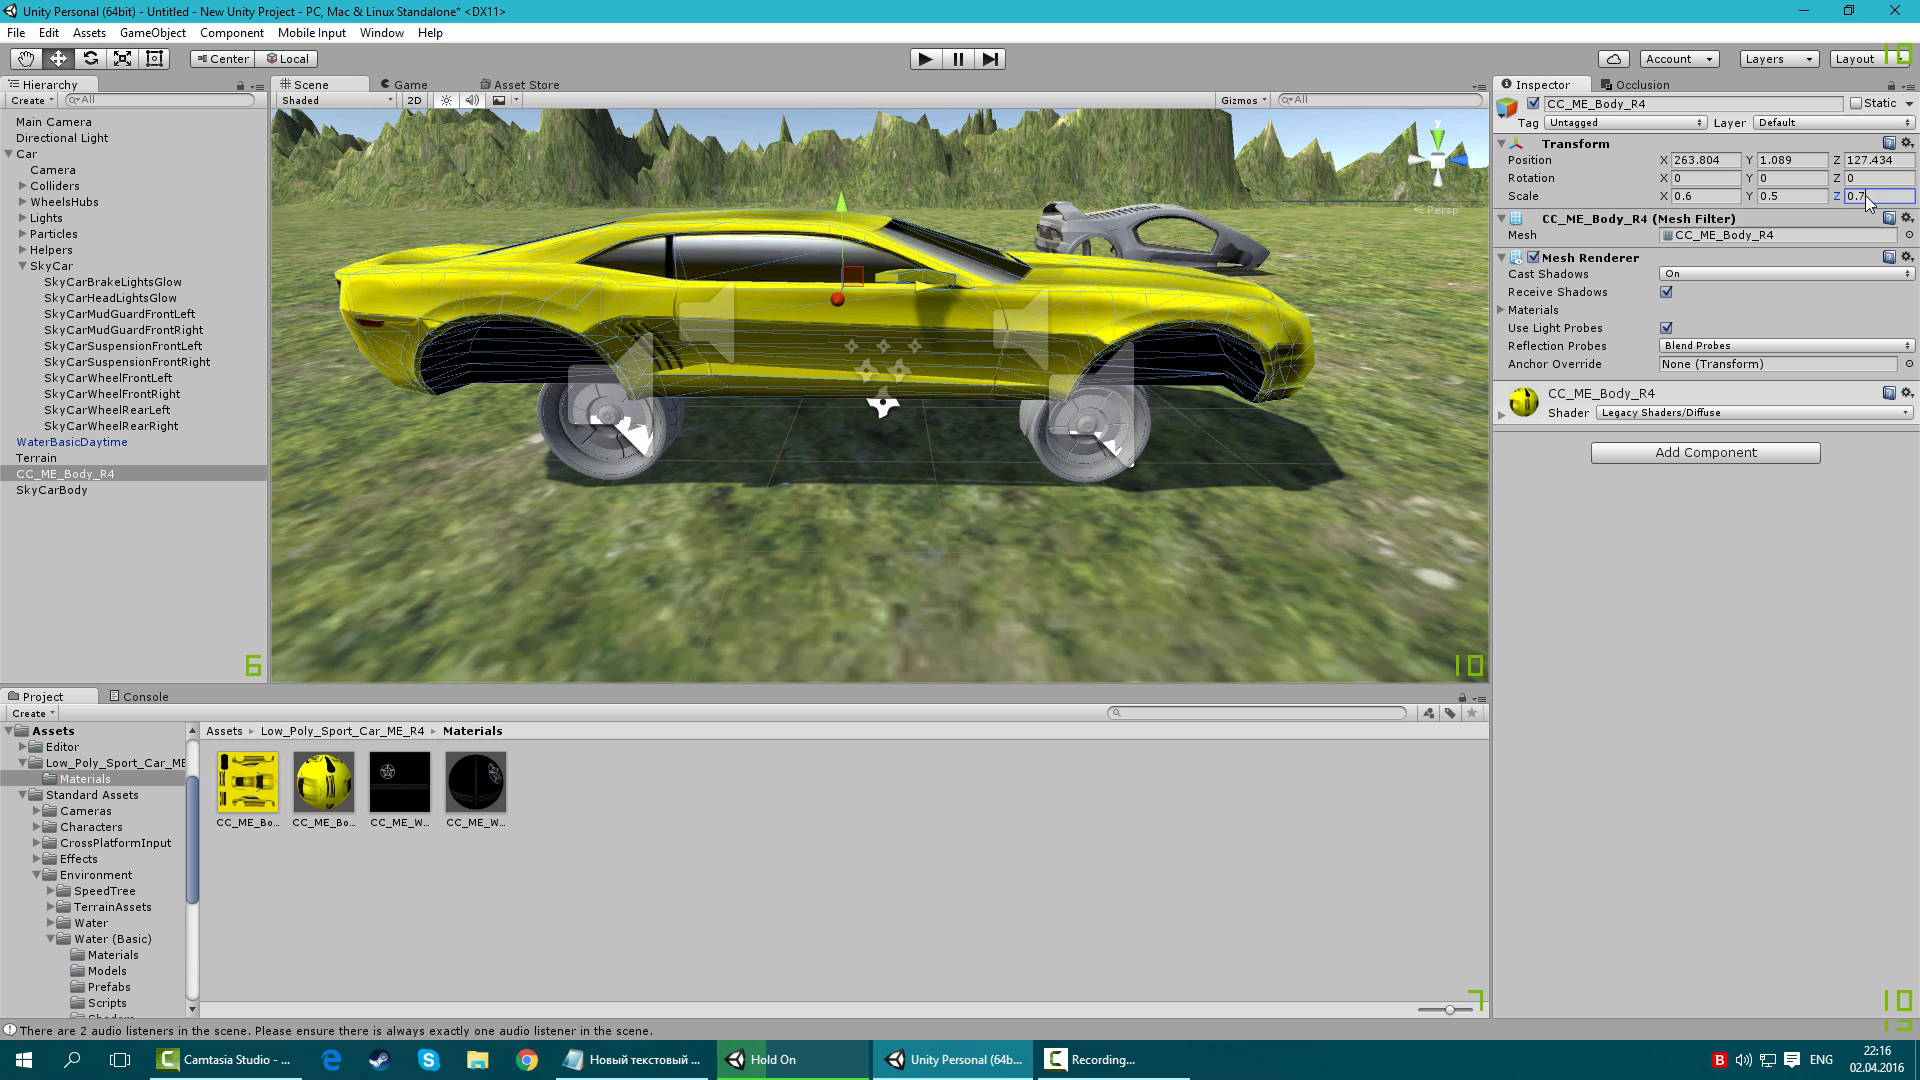 Unity Personal (64bit) - Untitled - New Unity Project - PC, Mac & Linux Standalone* <DX11>
File Edit Assets GameObject Component Mobile Input Window Help
Center Local Account Layers Layout 10
Hierarchy
Create All
Main Camera
Directional Light
Car
Camera
Colliders
WheelsHubs
Lights
Particles
Helpers
SkyCar
SkyCarBrakeLightsGlow
SkyCarHeadLightsGlow
SkyCarMudGuardFrontLeft
SkyCarMudGuardFrontRight
SkyCarSuspensionFrontLeft
SkyCarSuspensionFrontRight
SkyCarWheelFrontLeft
SkyCarWheelFrontRight
SkyCarWheelRearLeft
SkyCarWheelRearRight
WaterBasicDaytime
Terrain
CC_ME_Body_R4
SkyCarBody
6
Scene Game Asset Store
Shaded 2D Gizmos All
y
Persp
10
Inspector Occlusion
CC_ME_Body_R4 Static
Tag Untagged Layer Default
Transform
Position X 263.804 Y 1.089 Z 127.434
Rotation X 0 Y 0 Z 0
Scale X 0.6 Y 0.5 Z 0.7
CC_ME_Body_R4 (Mesh Filter)
Mesh CC_ME_Body_R4
Mesh Renderer
Cast Shadows On
Receive Shadows
Materials
Use Light Probes
Reflection Probes Blend Probes
Anchor Override None (Transform)
CC_ME_Body_R4
Shader Legacy Shaders/Diffuse
Add Component
10
Project Console
Create
Assets
Editor
Low_Poly_Sport_Car_ME
Materials
Standard Assets
Cameras
Characters
CrossPlatformInput
Effects
Environment
SpeedTree
TerrainAssets
Water
Water (Basic)
Materials
Models
Prefabs
Scripts
Assets Low_Poly_Sport_Car_ME_R4 Materials
CC_ME_Bo... CC_ME_Bo... CC_ME_W... CC_ME_W...
7
There are 2 audio listeners in the scene. Please ensure there is always exactly one audio listener in the scene.
Camtasia Studio - ... Новый текстовый ... Hold On Unity Personal (64b... Recording... ENG
22:16
02.04.2016